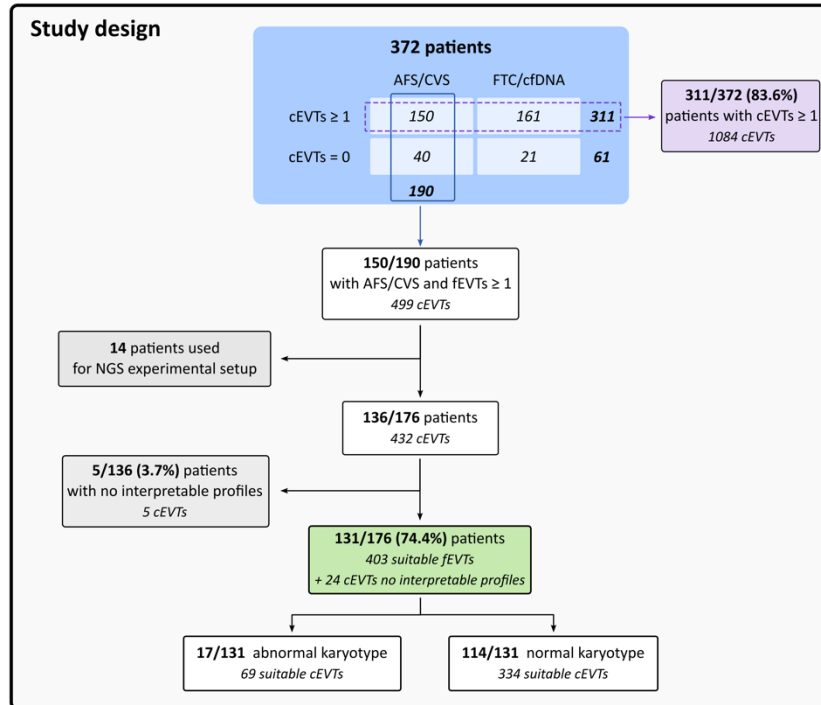 Study design
372 patients
AFS/CVS FTC/cfDNA
cEVTs ≥ 1 150 161 311
cEVTs = 0 40 21 61
190
311/372 (83.6%)
patients with cEVTs ≥ 1
1084 cEVTs
150/190 patients
with AFS/CVS and fEVTs ≥ 1
499 cEVTs
14 patients used
for NGS experimental setup
136/176 patients
432 cEVTs
5/136 (3.7%) patients
with no interpretable profiles
5 cEVTs
131/176 (74.4%) patients
403 suitable fEVTs
+ 24 cEVTs no interpretable profiles
17/131 abnormal karyotype
69 suitable cEVTs
114/131 normal karyotype
334 suitable cEVTs